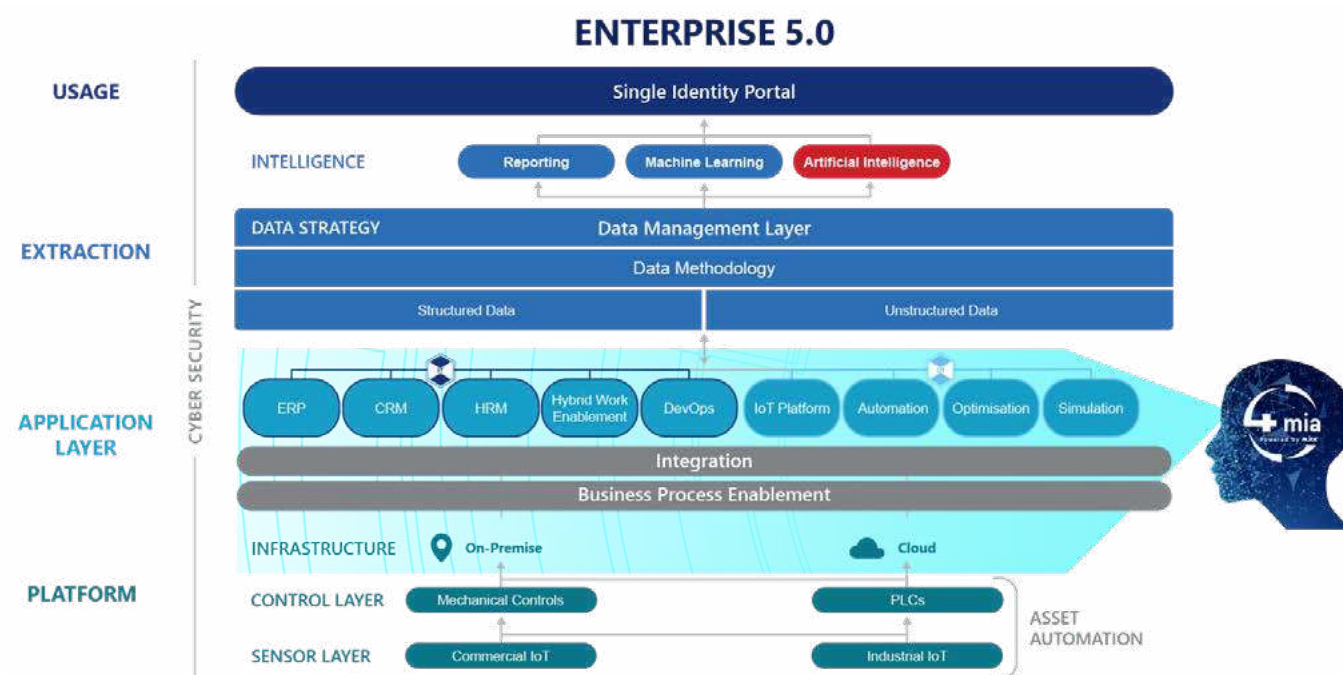 ENTERPRISE 5.0
USAGE
Single Identity Portal
INTELLIGENCE
Reporting
Machine Learning
Artificial Intelligence
EXTRACTION
DATA STRATEGY
Data Management Layer
Data Methodology
Structured Data
Unstructured Data
CYBER SECURITY
APPLICATION
LAYER
ERP
CRM
HRM
Hybrid Work
Enablement
DevOps
IoT Platform
Automation
Optimisation
Simulation
4mia
Powered by
Integration
Business Process Enablement
INFRASTRUCTURE
On-Premise
Cloud
PLATFORM
CONTROL LAYER
Mechanical Controls
PLCs
ASSET
AUTOMATION
SENSOR LAYER
Commercial IoT
Industrial IoT